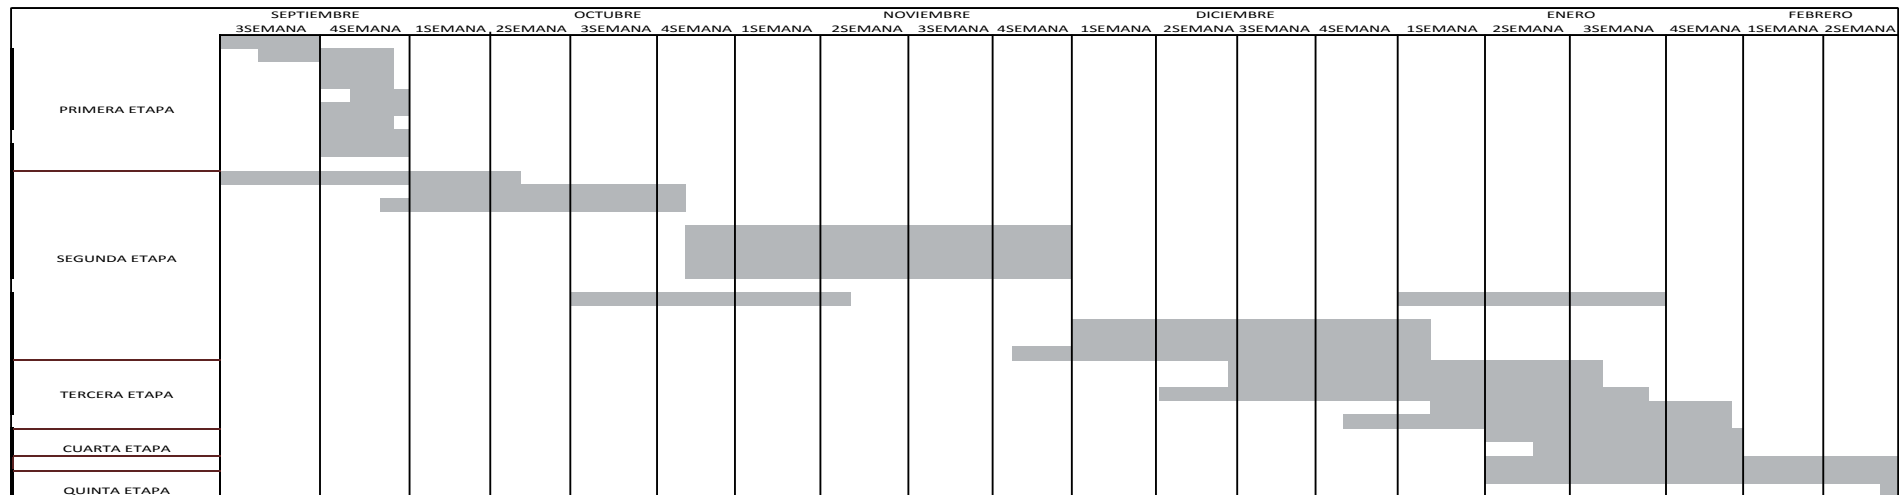 SEPTIEMBRE OCTUBRE NOVIEMBRE DICIEMBRE ENERO FEBRERO
3SEMANA 4SEMANA 1SEMANA 2SEMANA 3SEMANA 4SEMANA 1SEMANA 2SEMANA 3SEMANA 4SEMANA 1SEMANA 2SEMANA 3SEMANA 4SEMANA 1SEMANA 2SEMANA 3SEMANA 4SEMANA 1SEMANA 2SEMANA
PRIMERA ETAPA
SEGUNDA ETAPA
TERCERA ETAPA
CUARTA ETAPA
QUINTA ETAPA